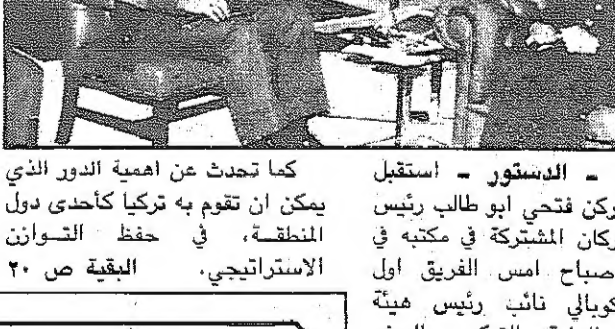 ـ الدستور ـ استقبل
ركن فتحي ابو طالب رئيس
ركان المشتركة في مكتبه في
صباح امس الفريق اول
كوبالي نائب رئيس هيئة
كما تحدث عن اهمية الدور الذي
يمكن ان تقوم به تركيا كأحدى دول
المنطقة، في حفظ التوازن
الاستراتيجي. البقية ص ٢٠